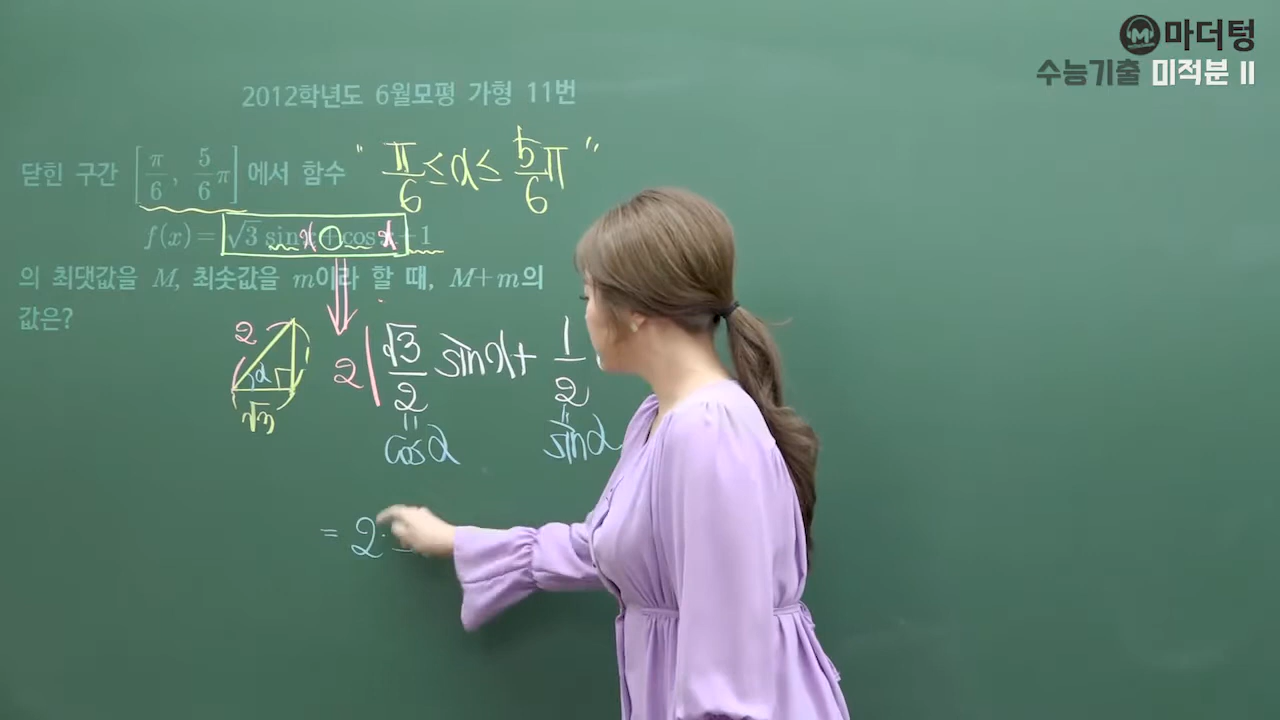 마더텅
수능기출 미적분 II
2012학년도 6월모평 가형 11번
닫힌 구간 [π/6, 5/6 π] 에서 함수 " π/6 ≤ x ≤ 5/6 π "
f(x) = √3 sin x + cos x + 1
의 최댓값을 M, 최솟값을 m이라 할 때, M+m의
값은?
2 α √3
2 | √3/2 sin x + 1/2
cos α sin α
= 2 ·